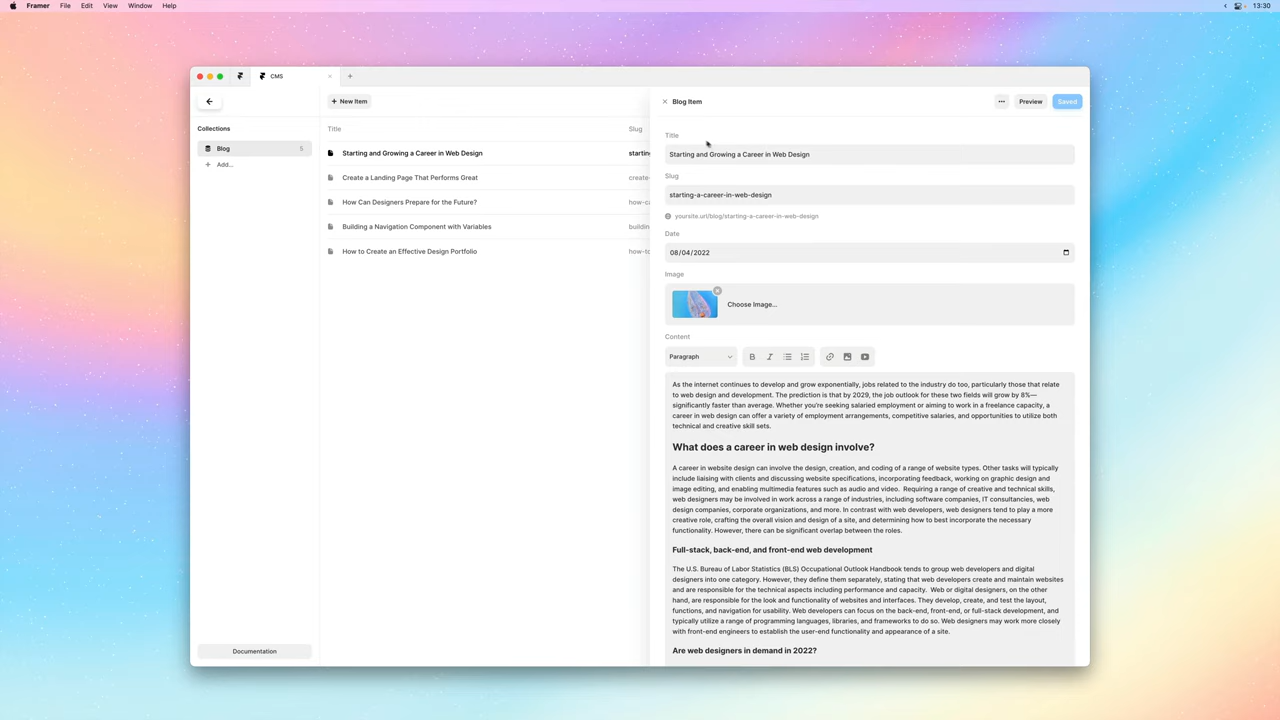 Framer File Edit View Window Help 13:30
CMS
New Item
Blog Item
Preview
Saved
Collections
Blog 5
Add...
Documentation
Title Slug
Starting and Growing a Career in Web Design startin
Create a Landing Page That Performs Great create-
How Can Designers Prepare for the Future? how-ca
Building a Navigation Component with Variables buildin
How to Create an Effective Design Portfolio how-to
Title
Starting and Growing a Career in Web Design
Slug
starting-a-career-in-web-design
yoursite.url/blog/starting-a-career-in-web-design
Date
08/04/2022
Image
Choose Image...
Content
Paragraph B I
As the internet continues to develop and grow exponentially, jobs related to the industry do too, particularly those that relate
to web design and development. The prediction is that by 2029, the job outlook for these two fields will grow by 8%—
significantly faster than average. Whether you're seeking salaried employment or aiming to work in a freelance capacity, a
career in web design can offer a variety of employment arrangements, competitive salaries, and opportunities to utilize both
technical and creative skill sets.
What does a career in web design involve?
A career in website design can involve the design, creation, and coding of a range of website types. Other tasks will typically
include liaising with clients and discussing website specifications, incorporating feedback, working on graphic design and
image editing, and enabling multimedia features such as audio and video. Requiring a range of creative and technical skills,
web designers may be involved in work across a range of industries, including software companies, IT consultancies, web
design companies, corporate organizations, and more. In contrast with web developers, web designers tend to play a more
creative role, crafting the overall vision and design of a site, and determining how to best incorporate the necessary
functionality. However, there can be significant overlap between the roles.
Full-stack, back-end, and front-end web development
The U.S. Bureau of Labor Statistics (BLS) Occupational Outlook Handbook tends to group web developers and digital
designers into one category. However, they define them separately, stating that web developers create and maintain websites
and are responsible for the technical aspects including performance and capacity. Web or digital designers, on the other
hand, are responsible for the look and functionality of websites and interfaces. They develop, create, and test the layout,
functions, and navigation for usability. Web developers can focus on the back-end, front-end, or full-stack development, and
typically utilize a range of programming languages, libraries, and frameworks to do so. Web designers may work more closely
with front-end engineers to establish the user-end functionality and appearance of a site.
Are web designers in demand in 2022?